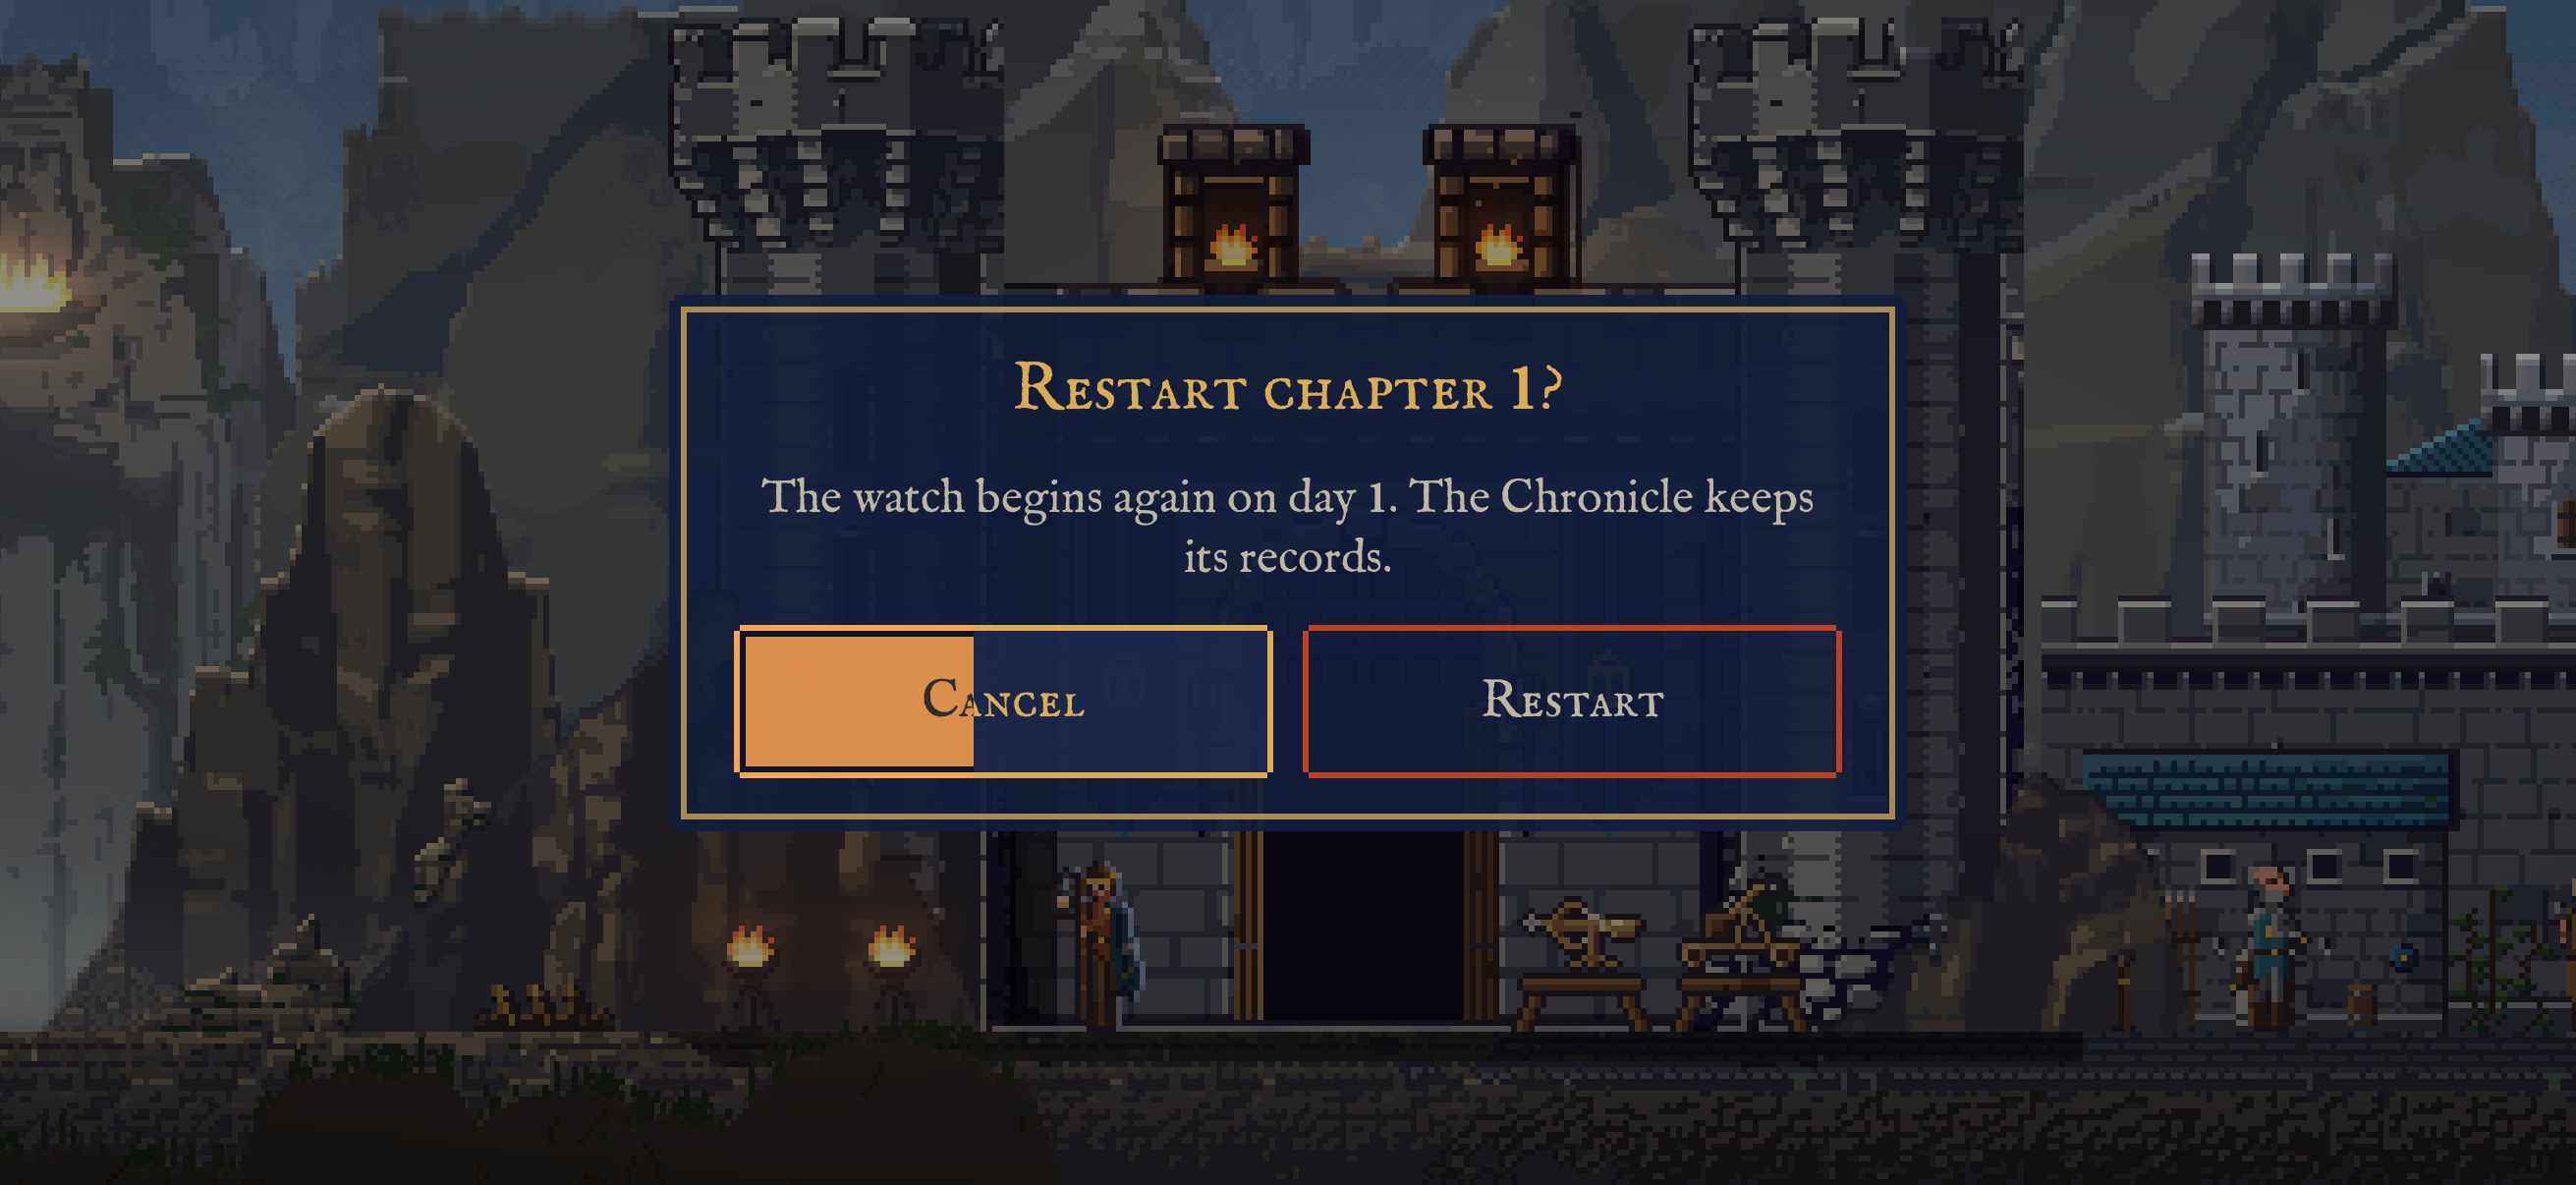 Restart chapter 1?
The watch begins again on day 1. The Chronicle keeps
its records.
Cancel
Restart